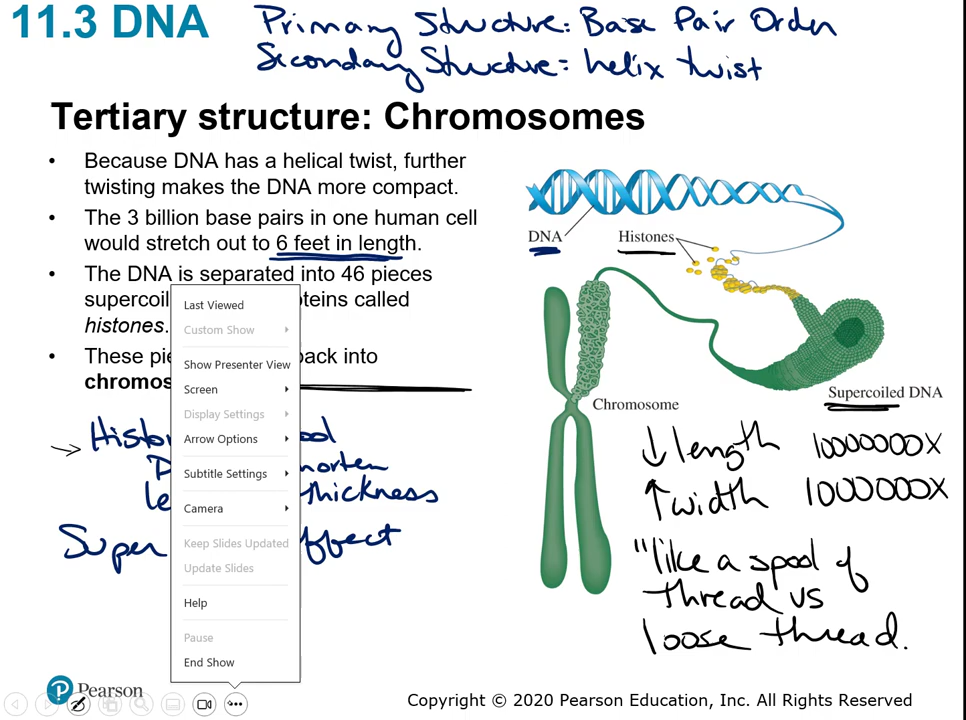 11.3 DNA
Primary Structure: Base Pair Order
Secondary Structure: helix twist
Tertiary structure: Chromosomes
• Because DNA has a helical twist, further
twisting makes the DNA more compact.
• The 3 billion base pairs in one human cell
would stretch out to 6 feet in length.
• The DNA is separated into 46 pieces
supercoil oteins called
histones.
• These pie back into
chromos
Histo ool
D horten
le thickness
Super effect
Last Viewed
Custom Show
Show Presenter View
Screen
Display Settings
Arrow Options
Subtitle Settings
Camera
Keep Slides Updated
Update Slides
Help
Pause
End Show
DNA
Histones
Supercoiled DNA
Chromosome
↓ length 10000000X
↑ width 1000000X
"like a spool of
thread vs
loose thread.
P Pearson
Copyright © 2020 Pearson Education, Inc. All Rights Reserved